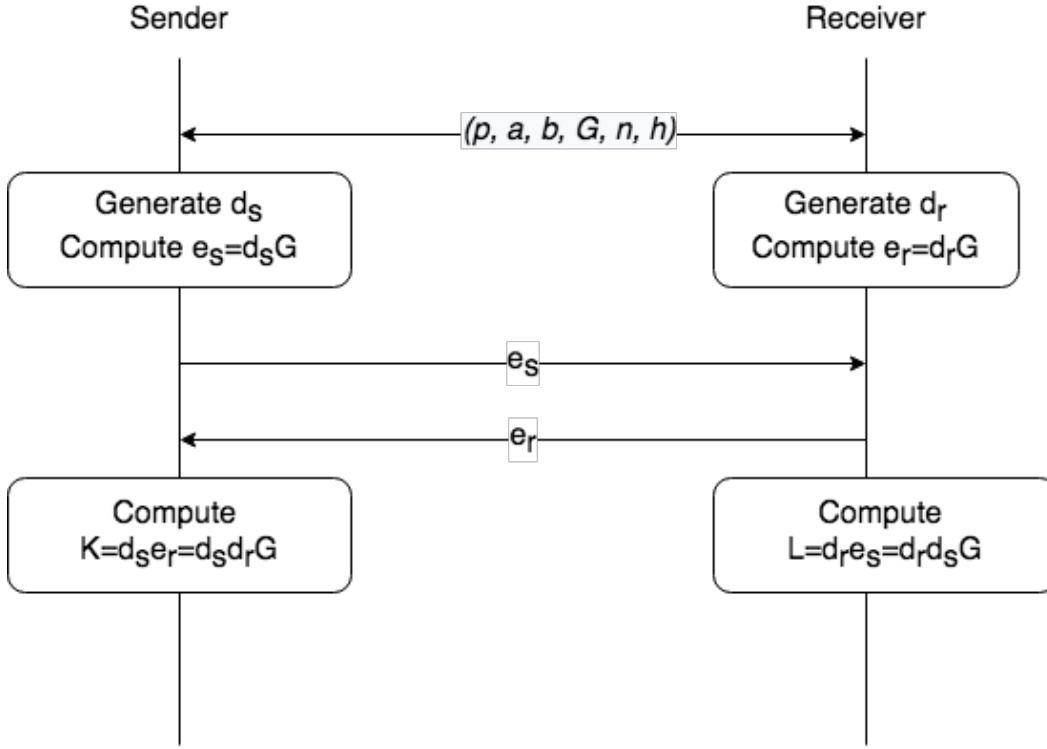 Sender
Receiver
(p, a, b, G, n, h)
Generate dₛ
Compute eₛ=dₛG
Generate dᵣ
Compute eᵣ=dᵣG
eₛ
eᵣ
Compute
K=dₛeᵣ=dₛdᵣG
Compute
L=dᵣeₛ=dᵣdₛG